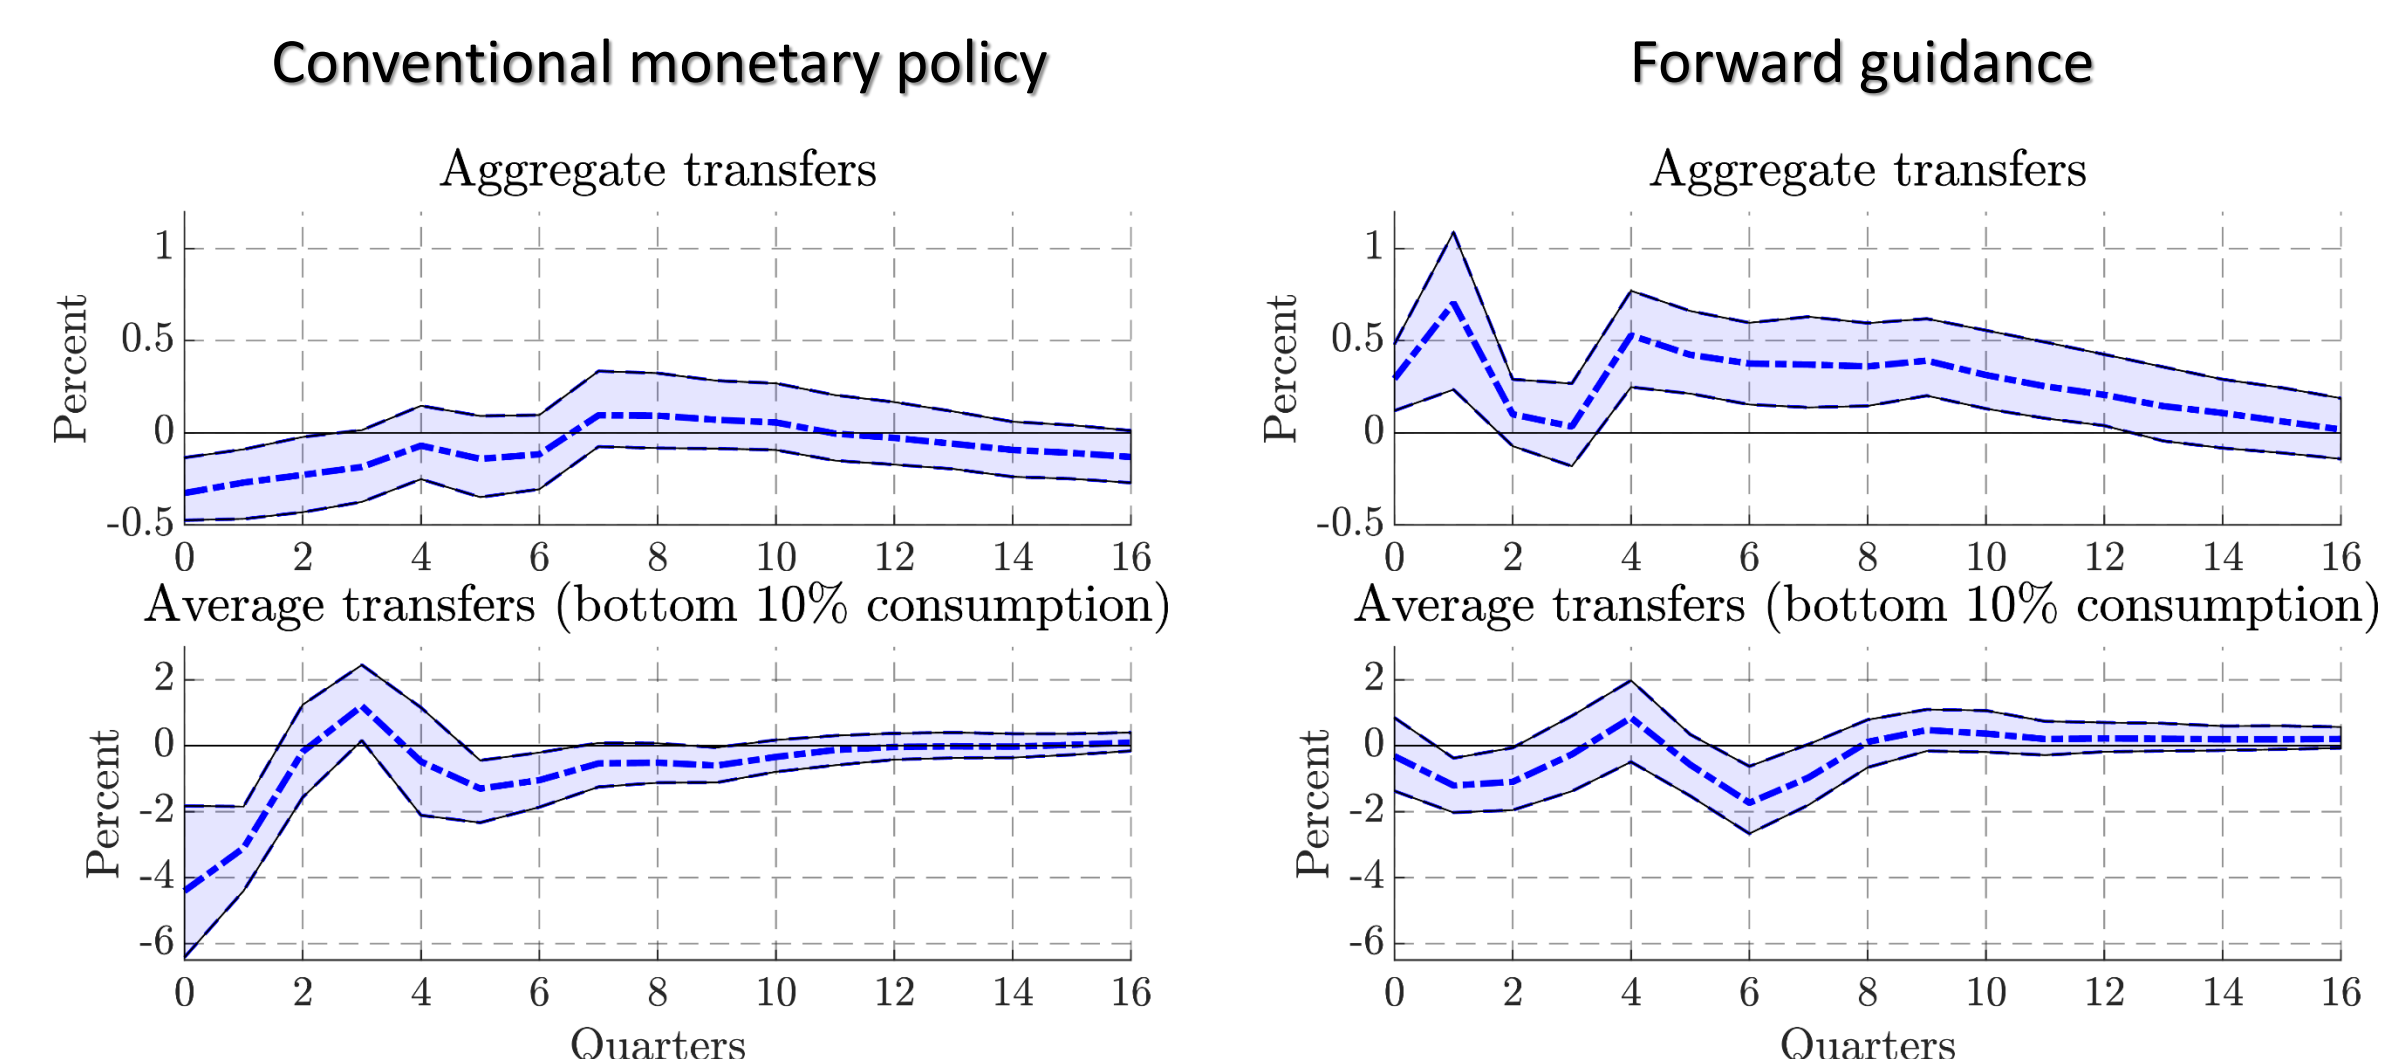 Conventional monetary policy
Forward guidance
Aggregate transfers
Aggregate transfers
Percent
1
0.5
0
-0.5
0 2 4 6 8 10 12 14 16
Percent
1
0.5
0
-0.5
0 2 4 6 8 10 12 14 16
Average transfers (bottom 10% consumption)
Average transfers (bottom 10% consumption)
Percent
2
0
-2
-4
-6
0 2 4 6 8 10 12 14 16
Quarters
Percent
2
0
-2
-4
-6
0 2 4 6 8 10 12 14 16
Quarters